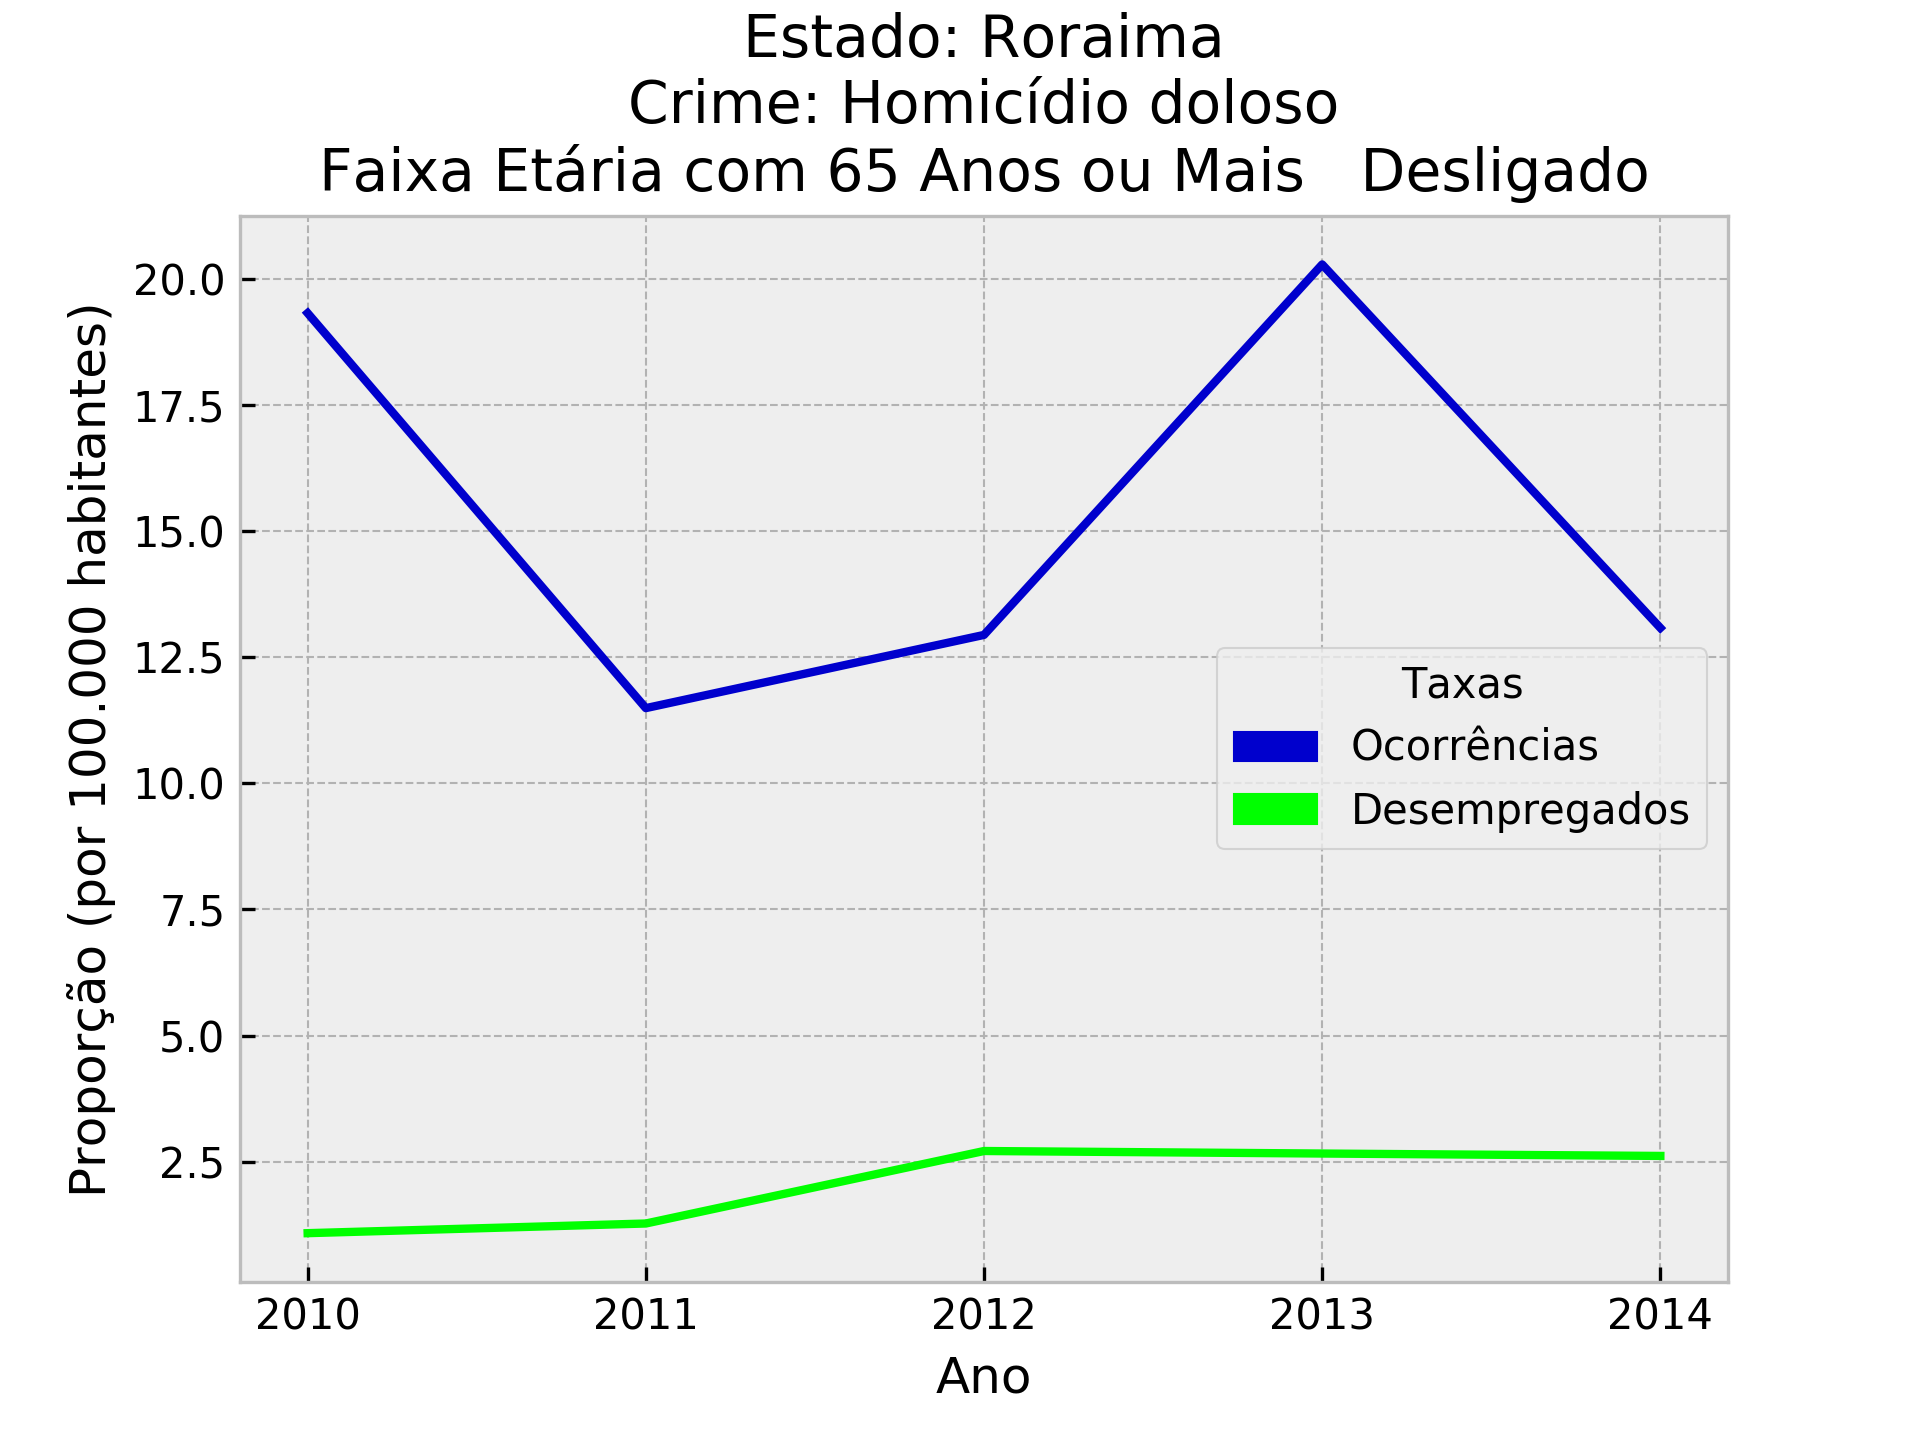 Estado: Roraima
Crime: Homicídio doloso
Faixa Etária com 65 Anos ou Mais   Desligado
Proporção (por 100.000 habitantes)
20.0
17.5
15.0
12.5
10.0
7.5
5.0
2.5
Taxas
Ocorrências
Desempregados
2010 2011 2012 2013 2014
Ano